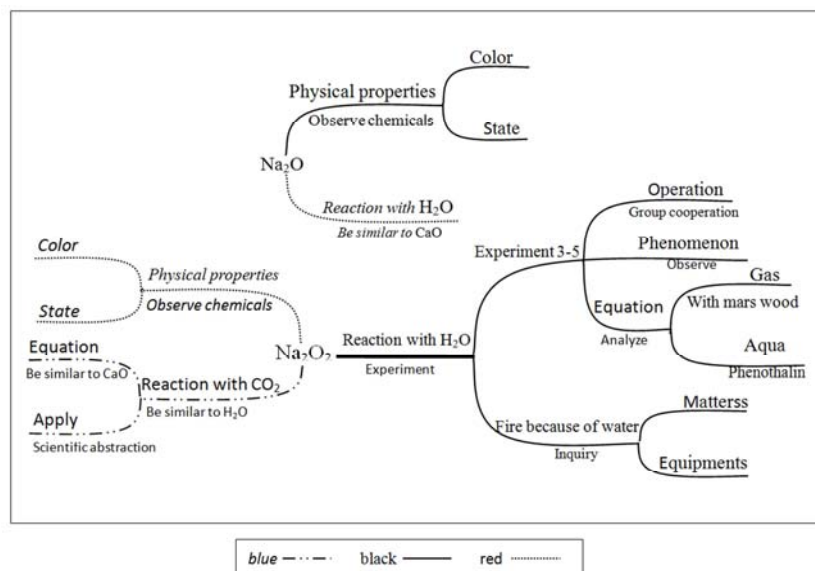 Color
Physical properties
Observe chemicals
State
Na₂O
Reaction with H₂O
Be similar to CaO
Operation
Group cooperation
Experiment 3-5
Phenomenon
Observe
Gas
With mars wood
Equation
Analyze
Aqua
Phenothalin
Color
Physical properties
Observe chemicals
State
Equation
Be similar to CaO
Reaction with CO₂
Be similar to H₂O
Apply
Scientific abstraction
Na₂O₂
Reaction with H₂O
Experiment
Matterss
Fire because of water
Inquiry
Equipments
blue black red